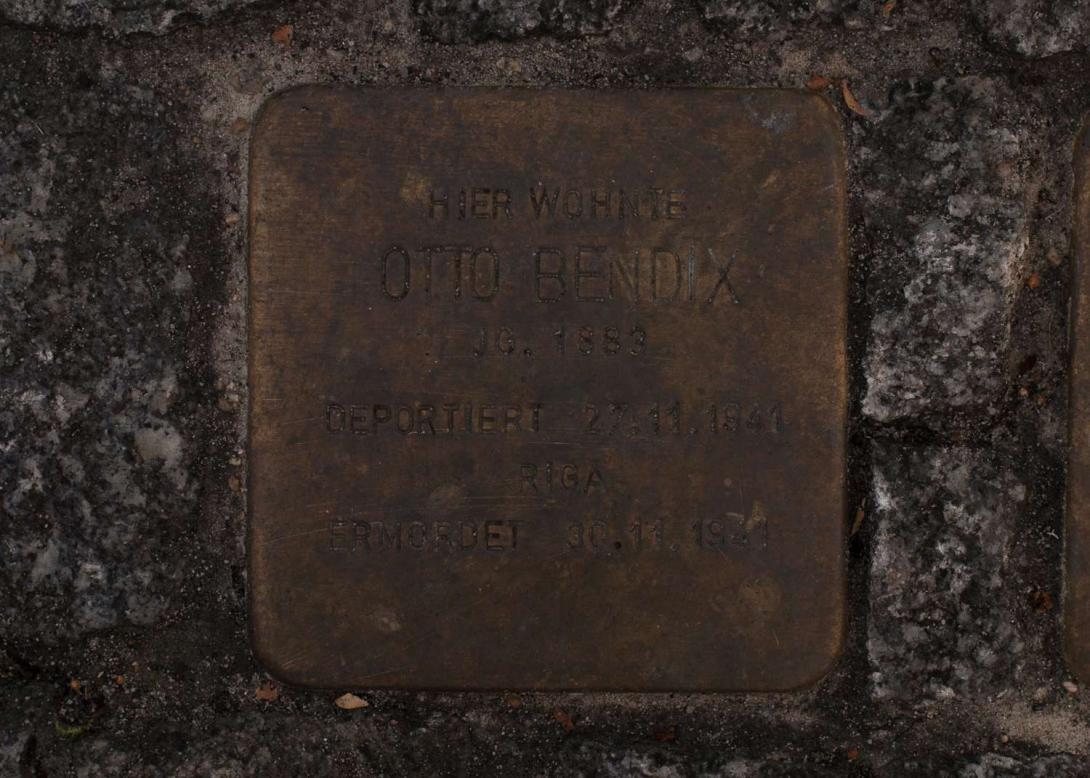 HIER WOHNTE
OTTO BENDIX
JG. 1883
DEPORTIERT 27.11.1941
RIGA
ERMORDET 30.11.1941